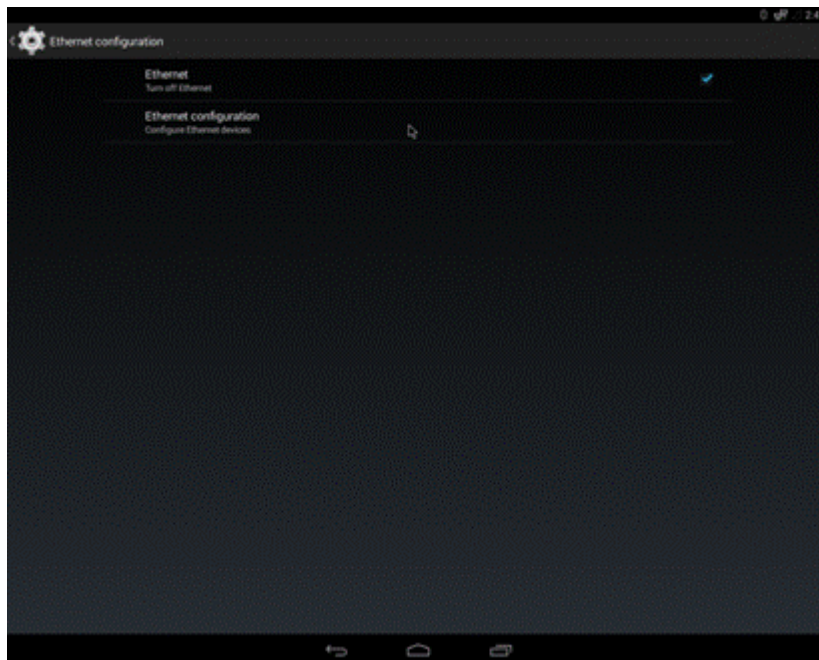 Ethernet configuration
Ethernet
Turn off Ethernet
Ethernet configuration
Configure Ethernet devices